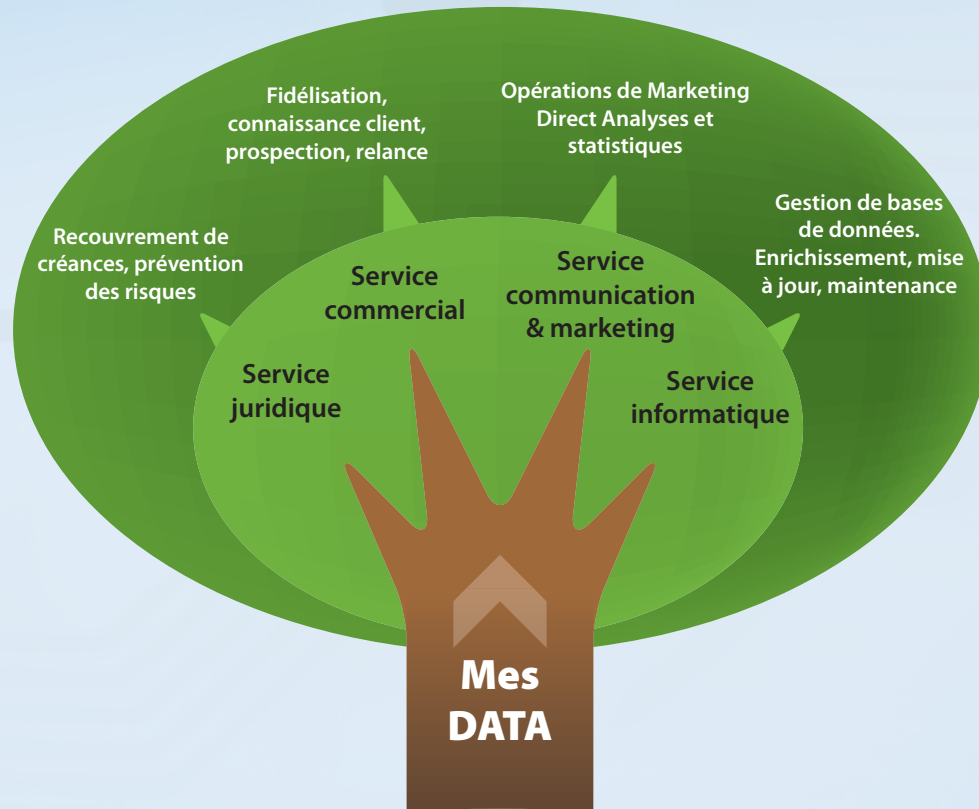 Fidélisation,
connaissance client,
prospection, relance
Opérations de Marketing
Direct Analyses et
statistiques
Recouvrement de
créances, prévention
des risques
Gestion de bases
de données.
Enrichissement, mise
à jour, maintenance
Service
commercial
Service
communication
& marketing
Service
juridique
Service
informatique
Mes
DATA